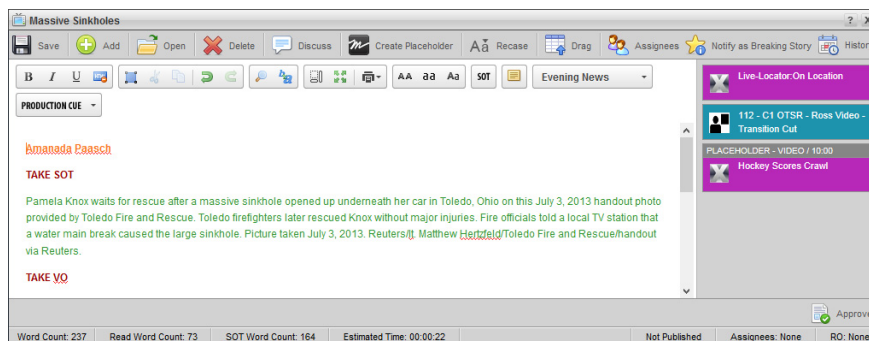 Massive Sinkholes ? X
Save Add Open Delete Discuss Create Placeholder Aa Recase Drag Assignees Notify as Breaking Story Histor
B I U AA aa Aa SOT Evening News
PRODUCTION CUE
Live-Locator:On Location
112 - C1 OTSR - Ross Video -
Transition Cut
PLACEHOLDER - VIDEO / 10:00
Hockey Scores Crawl
Amanada Paasch
TAKE SOT
Pamela Knox waits for rescue after a massive sinkhole opened up underneath her car in Toledo, Ohio on this July 3, 2013 handout photo
provided by Toledo Fire and Rescue. Toledo firefighters later rescued Knox without major injuries. Fire officials told a local TV station that
a water main break caused the large sinkhole. Picture taken July 3, 2013. Reuters/lt. Matthew Hertzfeld/Toledo Fire and Rescue/handout
via Reuters.
TAKE VO
Approve
Word Count: 237 Read Word Count: 73 SOT Word Count: 164 Estimated Time: 00:00:22 Not Published Assignees: None RO: None